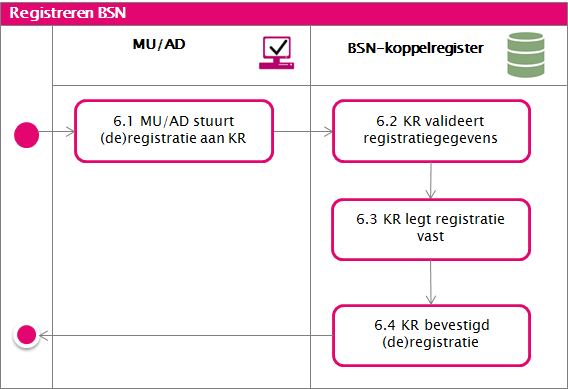 Registreren BSN
MU/AD
BSN-koppelregister
6.1 MU/AD stuurt
(de)registratie aan KR
6.2 KR valideert
registratiegegevens
6.3 KR legt registratie
vast
6.4 KR bevestigd
(de)registratie